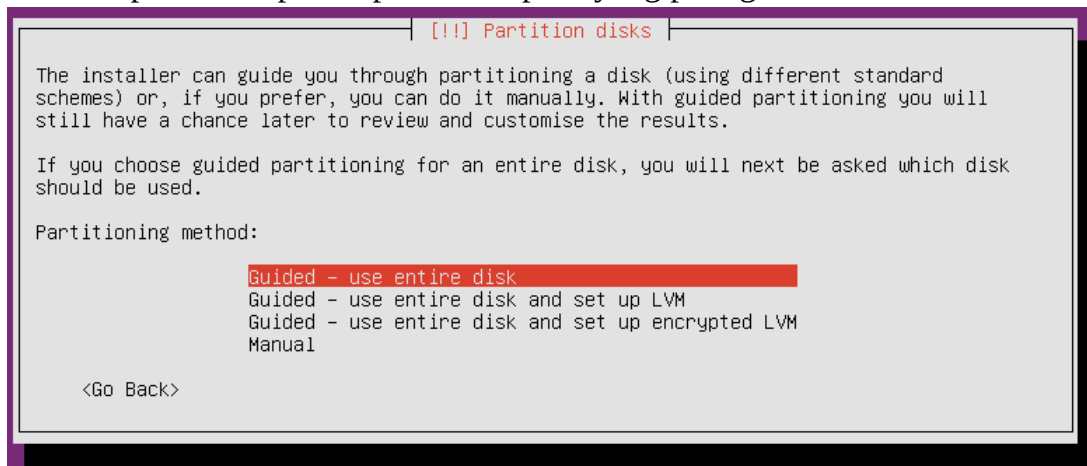 [!!] Partition disks
The installer can guide you through partitioning a disk (using different standard
schemes) or, if you prefer, you can do it manually. With guided partitioning you will
still have a chance later to review and customise the results.
If you choose guided partitioning for an entire disk, you will next be asked which disk
should be used.
Partitioning method:
Guided – use entire disk
Guided – use entire disk and set up LVM
Guided – use entire disk and set up encrypted LVM
Manual
<Go Back>